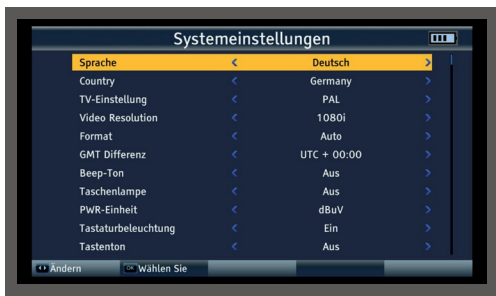 Systemeinstellungen
Sprache < Deutsch >
Country < Germany >
TV-Einstellung < PAL >
Video Resolution < 1080i >
Format < Auto >
GMT Differenz < UTC + 00:00 >
Beep-Ton < Aus >
Taschenlampe < Aus >
PWR-Einheit < dBuV >
Tastaturbeleuchtung < Ein >
Tastenton < Aus >
Ändern OK Wählen Sie